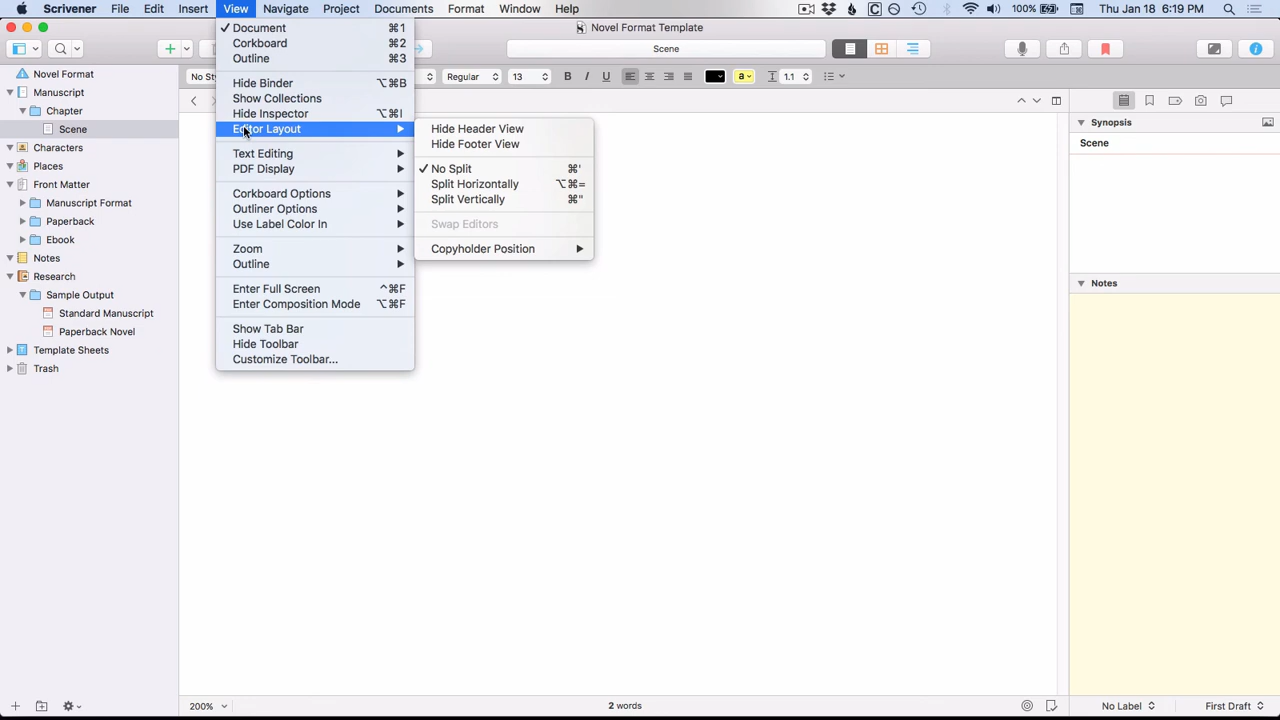 Scrivener File Edit Insert View Navigate Project Documents Format Window Help 100% Thu Jan 18 6:19 PM
Novel Format Template
Scene
Regular 13 B I U a 1.1
Novel Format
Manuscript
Chapter
Scene
Characters
Places
Front Matter
Manuscript Format
Paperback
Ebook
Notes
Research
Sample Output
Standard Manuscript
Paperback Novel
Template Sheets
Trash
✓ Document ⌘1
Corkboard ⌘2
Outline ⌘3
Hide Binder ⌥⌘B
Show Collections
Hide Inspector ⌥⌘I
Editor Layout
Text Editing
PDF Display
Corkboard Options
Outliner Options
Use Label Color In
Zoom
Outline
Enter Full Screen ^⌘F
Enter Composition Mode ⌥⌘F
Show Tab Bar
Hide Toolbar
Customize Toolbar...
Hide Header View
Hide Footer View
✓ No Split ⌘'
Split Horizontally ⌥⌘=
Split Vertically ⌘"
Swap Editors
Copyholder Position
Synopsis
Scene
Notes
200% 2 words No Label First Draft